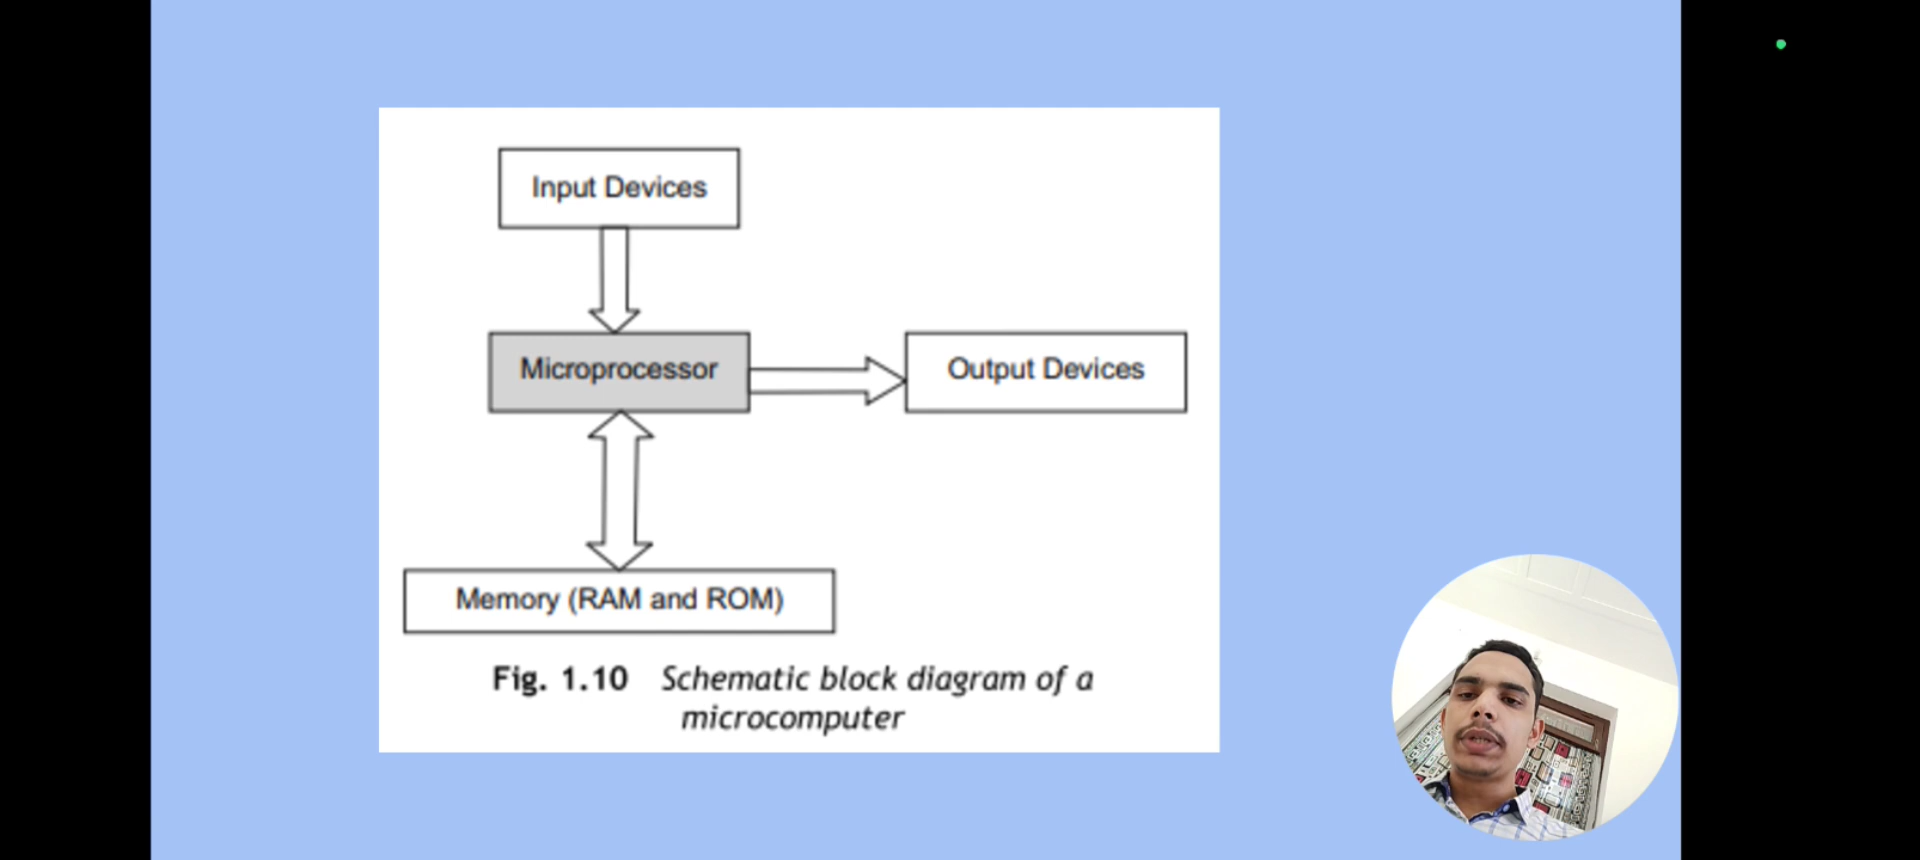 Input Devices
Microprocessor
Output Devices
Memory (RAM and ROM)
Fig. 1.10 Schematic block diagram of a
microcomputer